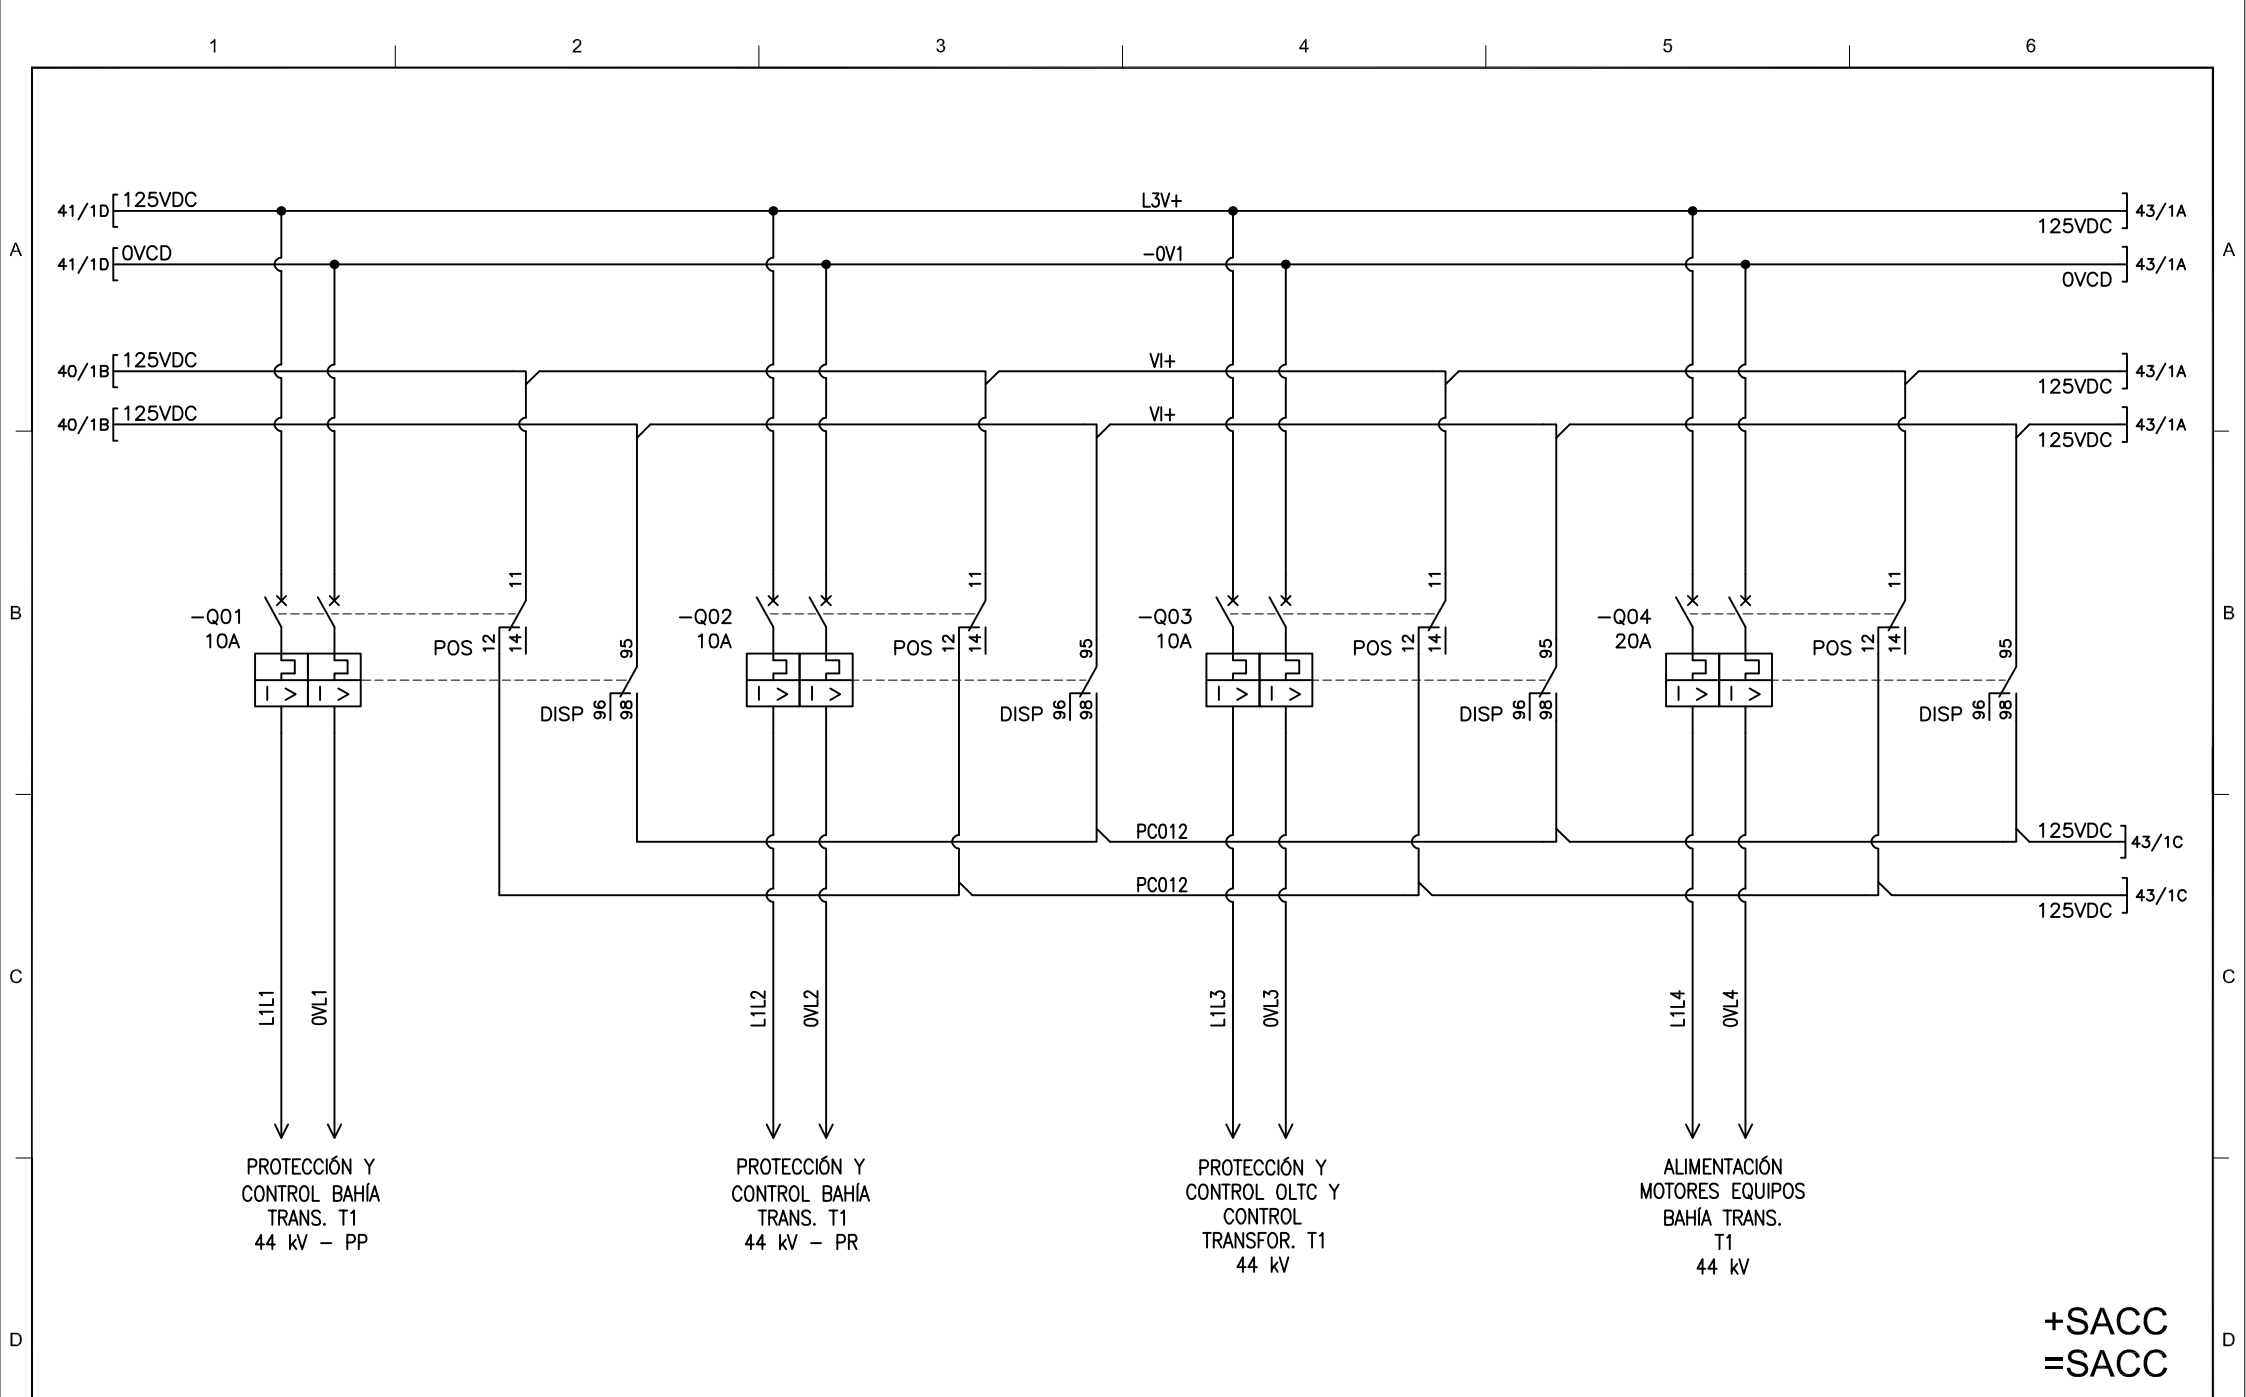 1 2 3 4 5 6
41/1D 125VDC L3V+ 125VDC 43/1A
A 41/1D 0VCD -0V1 0VCD 43/1A A
40/1B 125VDC VI+ 125VDC 43/1A
40/1B 125VDC VI+ 125VDC 43/1A
B B
-Q01
10A
I > I >
POS 11 12 14
DISP 95 96 98
-Q02
10A
I > I >
POS 11 12 14
DISP 95 96 98
-Q03
10A
I > I >
POS 11 12 14
DISP 95 96 98
-Q04
20A
I > I >
POS 11 12 14
DISP 95 96 98
PC012 125VDC 43/1C
PC012 125VDC 43/1C
C C
L1L1 0VL1 L1L2 0VL2 L1L3 0VL3 L1L4 0VL4
PROTECCIÓN Y
CONTROL BAHÍA
TRANS. T1
44 kV - PP
PROTECCIÓN Y
CONTROL BAHÍA
TRANS. T1
44 kV - PR
PROTECCIÓN Y
CONTROL OLTC Y
CONTROL
TRANSFOR. T1
44 kV
ALIMENTACIÓN
MOTORES EQUIPOS
BAHÍA TRANS.
T1
44 kV
D D
+SACC
=SACC